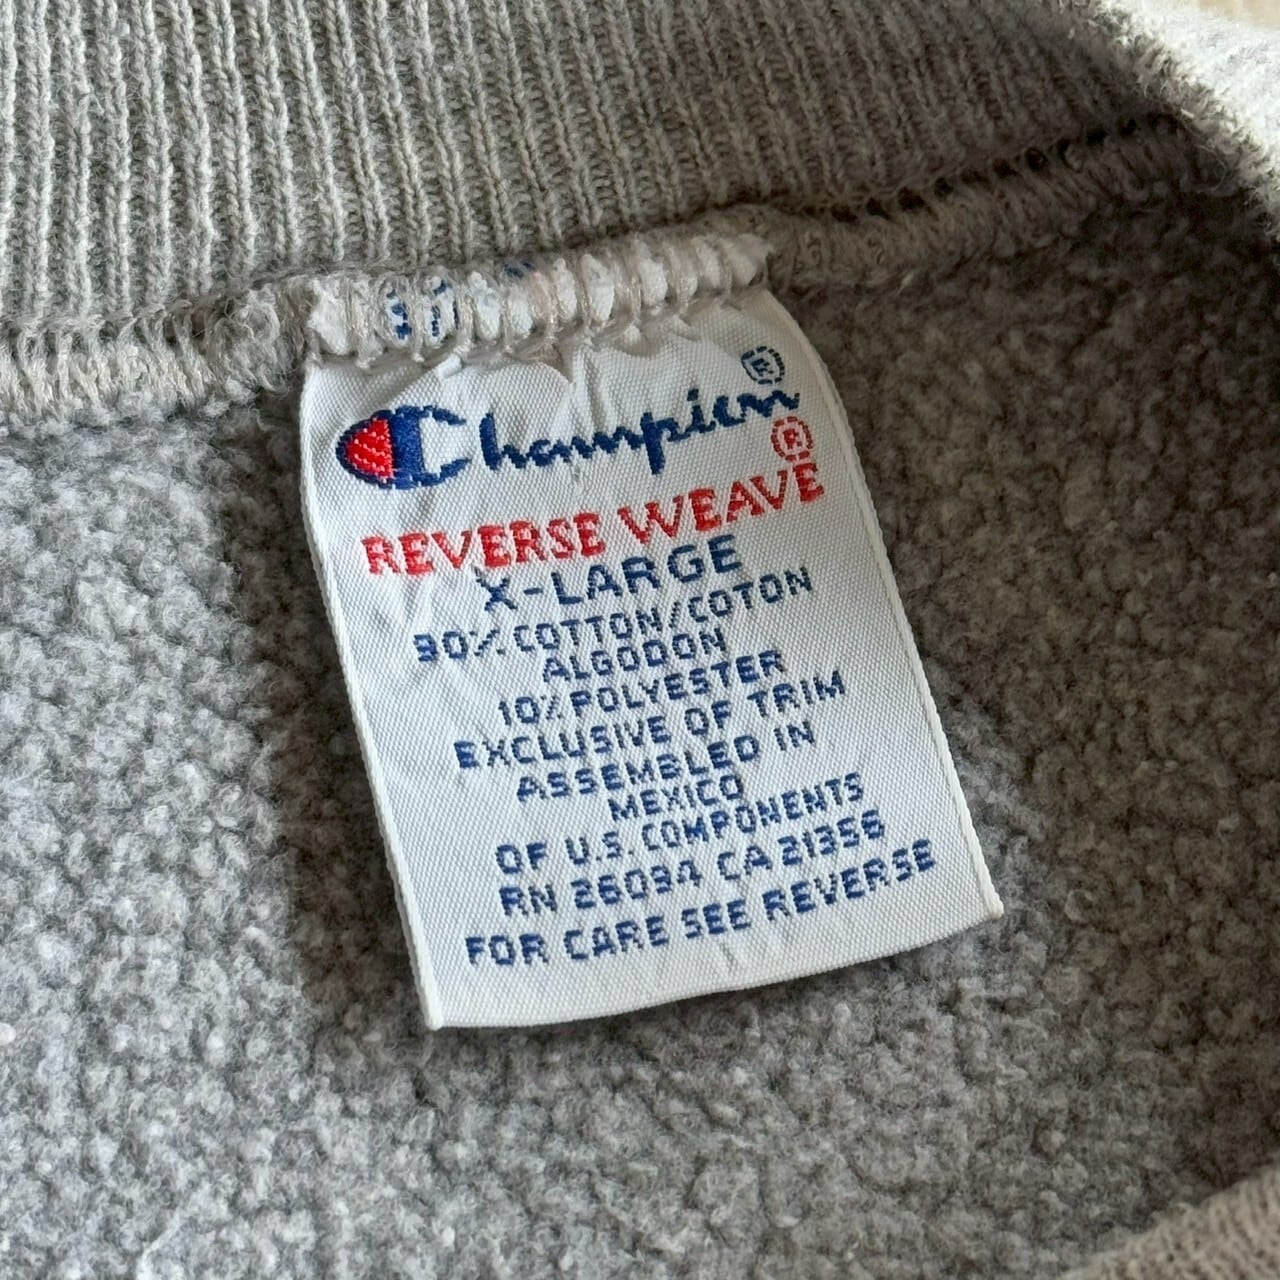 Champion®
REVERSE WEAVE®
X-LARGE
90% COTTON/COTON
ALGODON
10% POLYESTER
EXCLUSIVE OF TRIM
ASSEMBLED IN
MEXICO
OF U.S. COMPONENTS
RN 26094 CA 21356
FOR CARE SEE REVERSE